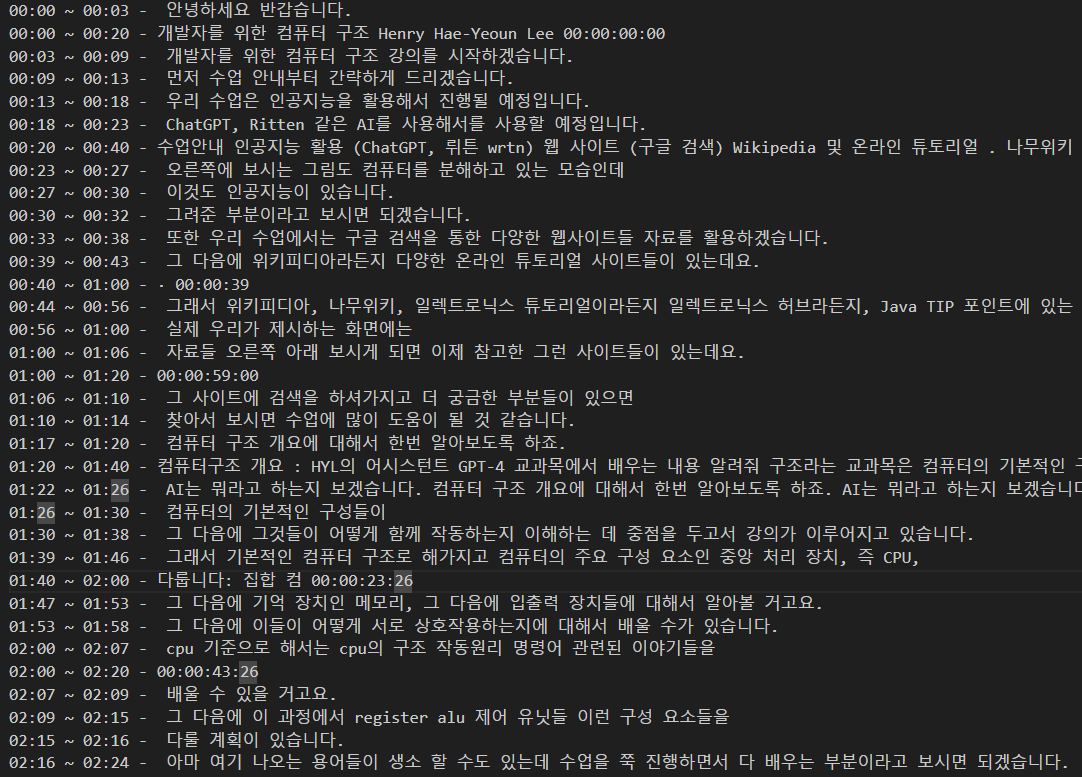 00:00 ~ 00:03 -  안녕하세요 반갑습니다.
00:00 ~ 00:20 - 개발자를 위한 컴퓨터 구조 Henry Hae-Yeoun Lee 00:00:00:00
00:03 ~ 00:09 -  개발자를 위한 컴퓨터 구조 강의를 시작하겠습니다.
00:09 ~ 00:13 -  먼저 수업 안내부터 간략하게 드리겠습니다.
00:13 ~ 00:18 -  우리 수업은 인공지능을 활용해서 진행될 예정입니다.
00:18 ~ 00:23 -  ChatGPT, Ritten 같은 AI를 사용해서를 사용할 예정입니다.
00:20 ~ 00:40 - 수업안내 인공지능 활용 (ChatGPT, 뤼튼 wrtn) 웹 사이트 (구글 검색) Wikipedia 및 온라인 튜토리얼 . 나무위키
00:23 ~ 00:27 -  오른쪽에 보시는 그림도 컴퓨터를 분해하고 있는 모습인데
00:27 ~ 00:30 -  이것도 인공지능이 있습니다.
00:30 ~ 00:32 -  그려준 부분이라고 보시면 되겠습니다.
00:33 ~ 00:38 -  또한 우리 수업에서는 구글 검색을 통한 다양한 웹사이트들 자료를 활용하겠습니다.
00:39 ~ 00:43 -  그 다음에 위키피디아라든지 다양한 온라인 튜토리얼 사이트들이 있는데요.
00:40 ~ 01:00 - · 00:00:39
00:44 ~ 00:56 -  그래서 위키피디아, 나무위키, 일렉트로닉스 튜토리얼이라든지 일렉트로닉스 허브라든지, Java TIP 포인트에 있는
00:56 ~ 01:00 -  실제 우리가 제시하는 화면에는
01:00 ~ 01:06 -  자료들 오른쪽 아래 보시게 되면 이제 참고한 그런 사이트들이 있는데요.
01:00 ~ 01:20 - 00:00:59:00
01:06 ~ 01:10 -  그 사이트에 검색을 하셔가지고 더 궁금한 부분들이 있으면
01:10 ~ 01:14 -  찾아서 보시면 수업에 많이 도움이 될 것 같습니다.
01:17 ~ 01:20 -  컴퓨터 구조 개요에 대해서 한번 알아보도록 하죠.
01:20 ~ 01:40 - 컴퓨터구조 개요 : HYL의 어시스턴트 GPT-4 교과목에서 배우는 내용 알려줘 구조라는 교과목은 컴퓨터의 기본적인
01:22 ~ 01:26 -  AI는 뭐라고 하는지 보겠습니다. 컴퓨터 구조 개요에 대해서 한번 알아보도록 하죠. AI는 뭐라고 하는지
01:26 ~ 01:30 -  컴퓨터의 기본적인 구성들이
01:30 ~ 01:38 -  그 다음에 그것들이 어떻게 함께 작동하는지 이해하는 데 중점을 두고서 강의가 이루어지고 있습니다.
01:39 ~ 01:46 -  그래서 기본적인 컴퓨터 구조로 해가지고 컴퓨터의 주요 구성 요소인 중앙 처리 장치, 즉 CPU,
01:40 ~ 02:00 - 다룹니다: 집합 컴 00:00:23:26
01:47 ~ 01:53 -  그 다음에 기억 장치인 메모리, 그 다음에 입출력 장치들에 대해서 알아볼 거고요.
01:53 ~ 01:58 -  그 다음에 이들이 어떻게 서로 상호작용하는지에 대해서 배울 수가 있습니다.
02:00 ~ 02:07 -  cpu 기준으로 해서는 cpu의 구조 작동원리 명령어 관련된 이야기들을
02:00 ~ 02:20 - 00:00:43:26
02:07 ~ 02:09 -  배울 수 있을 거고요.
02:09 ~ 02:15 -  그 다음에 이 과정에서 register alu 제어 유닛들 이런 구성 요소들을
02:15 ~ 02:16 -  다룰 계획이 있습니다.
02:16 ~ 02:24 -  아마 여기 나오는 용어들이 생소 할 수도 있는데 수업을 쭉 진행하면서 다 배우는 부분이라고 보시면 되겠습니다.